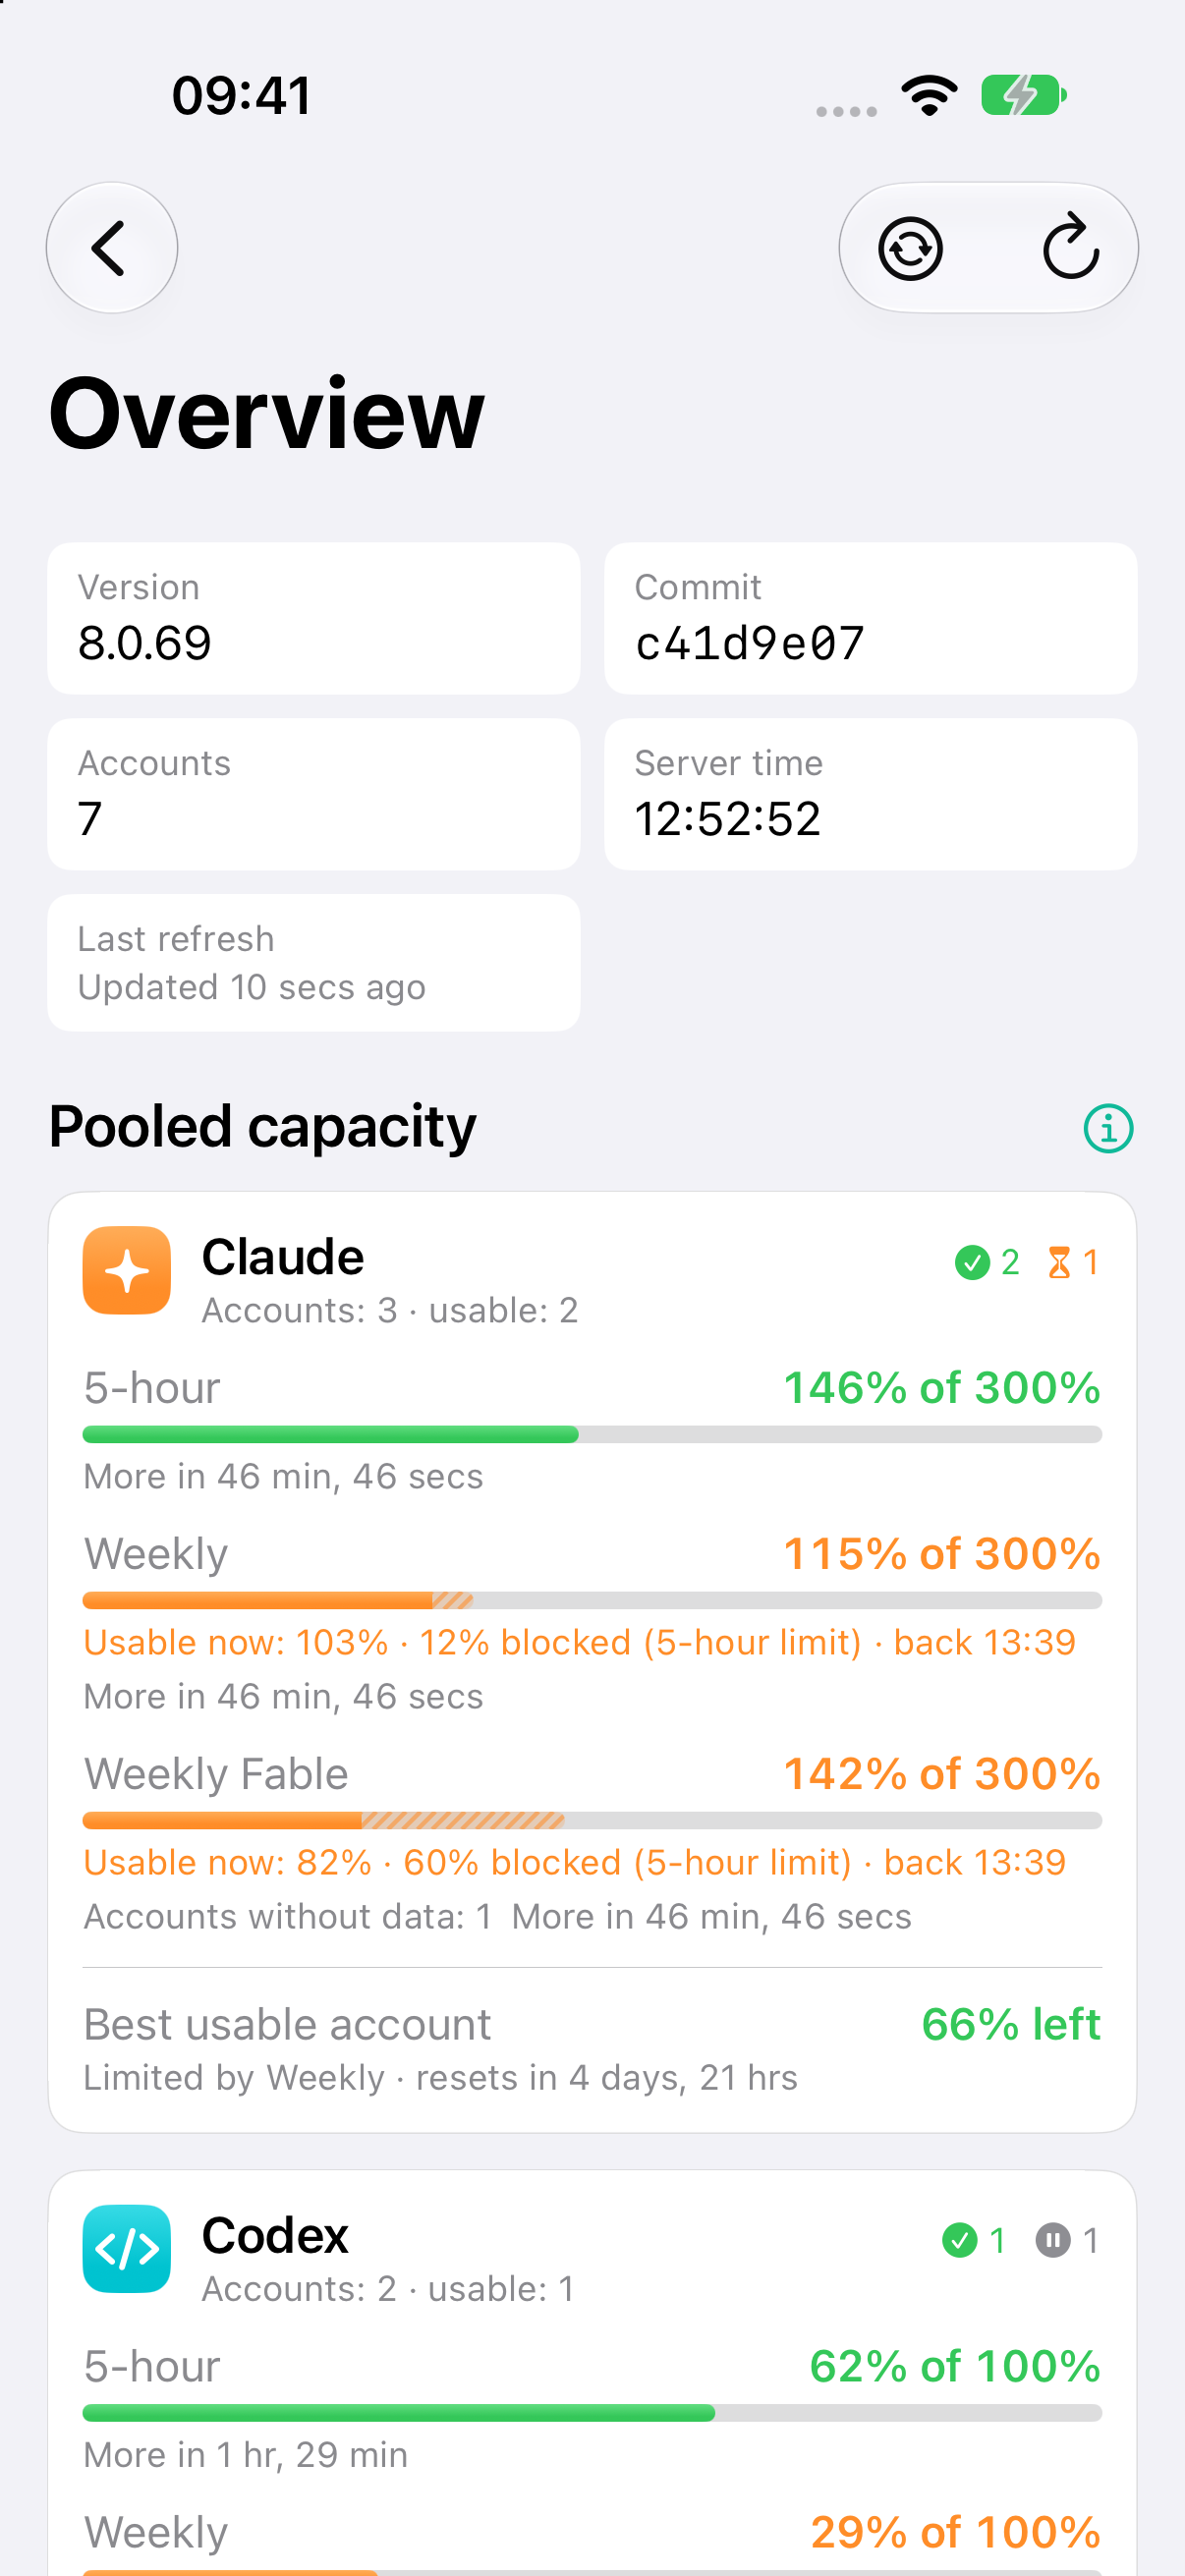 09:41
Overview
Version
8.0.69
Commit
c41d9e07
Accounts
7
Server time
12:52:52
Last refresh
Updated 10 secs ago
Pooled capacity
Claude
2 1
Accounts: 3 · usable: 2
5-hour 146% of 300%
More in 46 min, 46 secs
Weekly 115% of 300%
Usable now: 103% · 12% blocked (5-hour limit) · back 13:39
More in 46 min, 46 secs
Weekly Fable 142% of 300%
Usable now: 82% · 60% blocked (5-hour limit) · back 13:39
Accounts without data: 1 More in 46 min, 46 secs
Best usable account 66% left
Limited by Weekly · resets in 4 days, 21 hrs
Codex
1 1
Accounts: 2 · usable: 1
5-hour 62% of 100%
More in 1 hr, 29 min
Weekly 29% of 100%